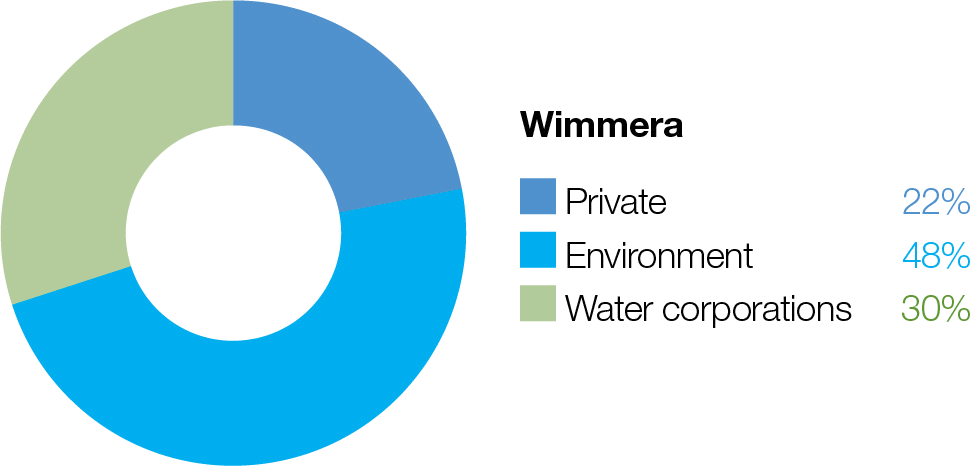 Wimmera
Private 22%
Environment 48%
Water corporations 30%